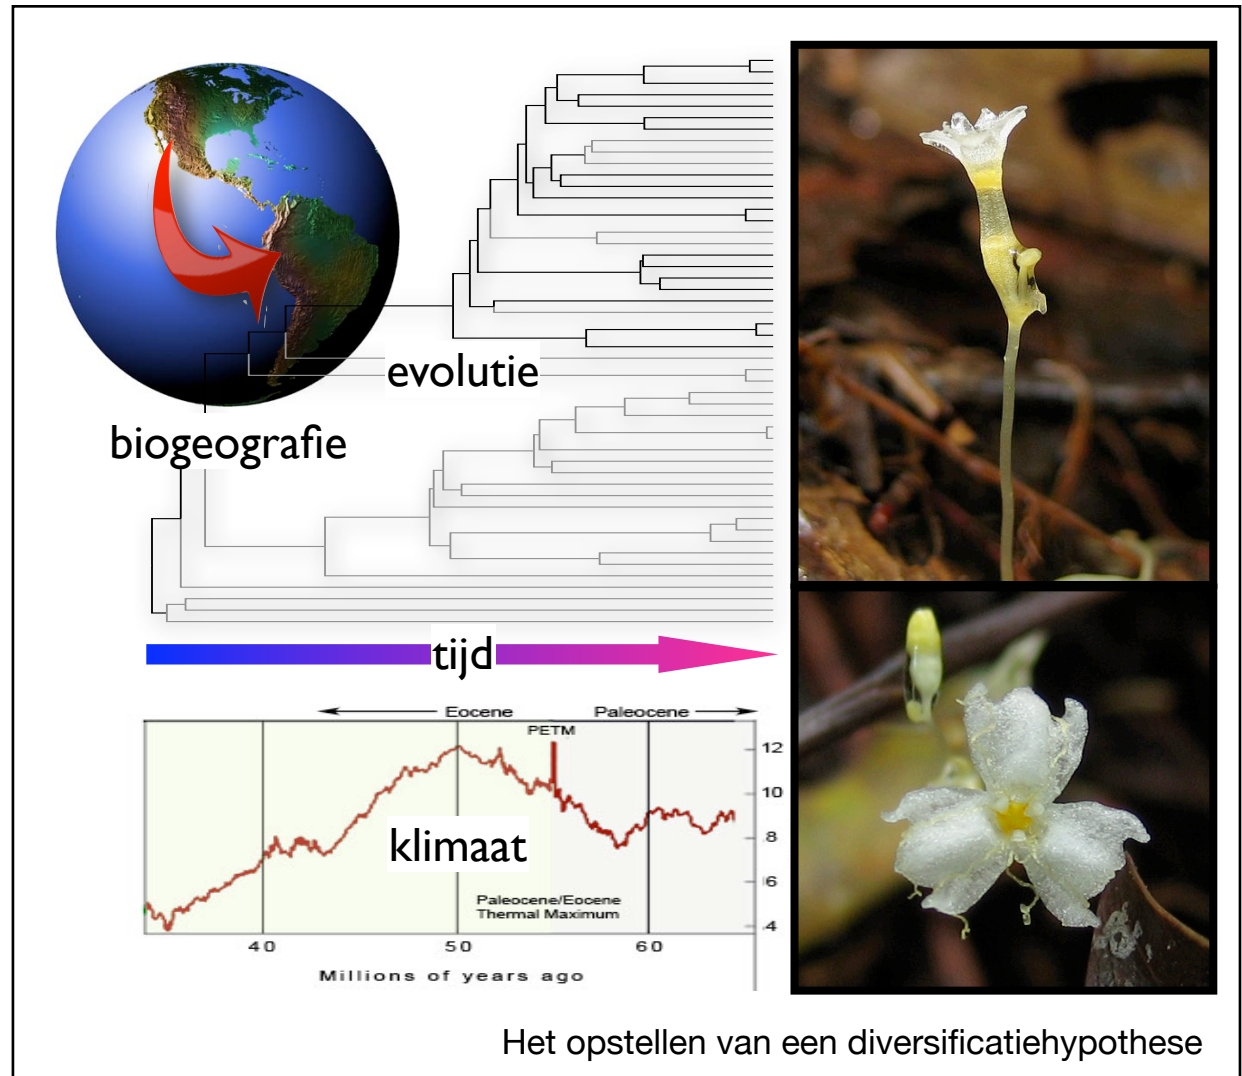 evolutie
biogeografie
tijd
Eocene
Paleocene
PETM
12
10
8
6
4
klimaat
Paleocene/Eocene
Thermal Maximum
40
50
60
Millions of years ago
Het opstellen van een diversificatiehypothese